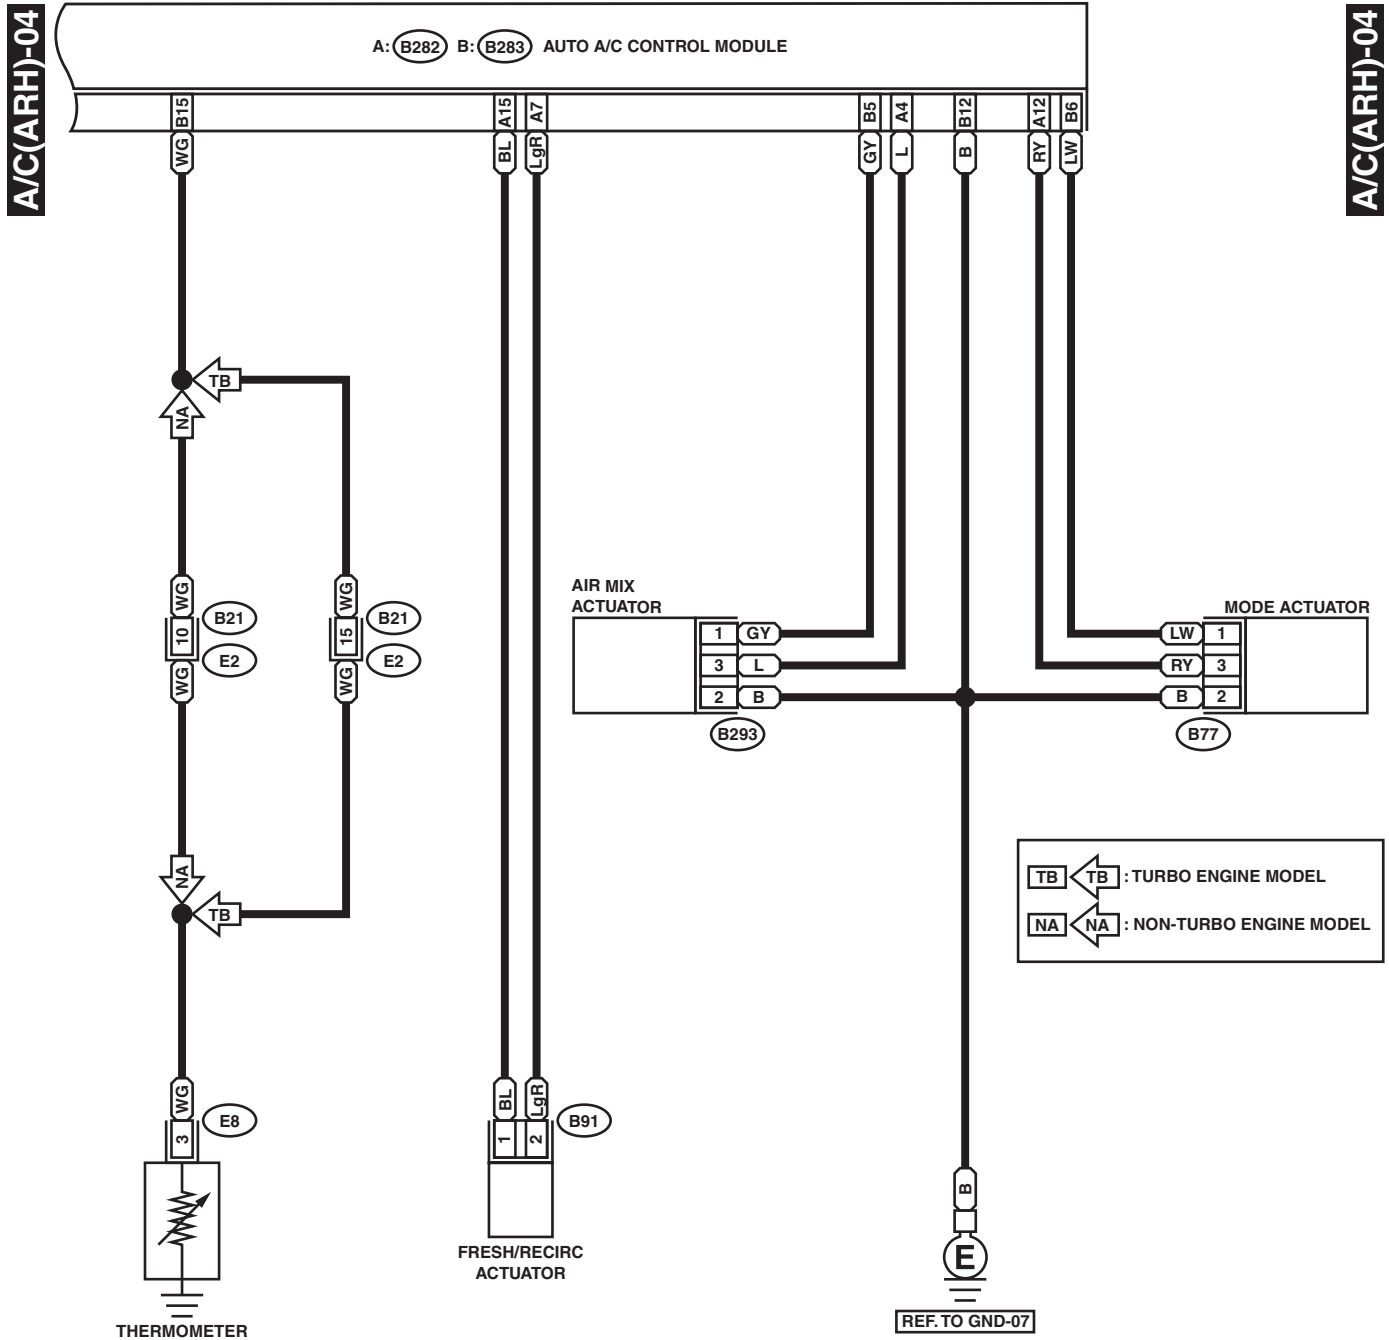 A/C(ARH)-04
A/C(ARH)-04
A: B282 B: B283 AUTO A/C CONTROL MODULE
B15 A15 A7 B5 A4 B12 A12 B6
WG BL LgR GY L B RY LW
TB
NA
WG WG
10 B21 15 B21
E2 E2
WG WG
AIR MIX
ACTUATOR
MODE ACTUATOR
1 GY LW 1
3 L RY 3
2 B B 2
B293 B77
NA
TB
TB TB : TURBO ENGINE MODEL
NA NA : NON-TURBO ENGINE MODEL
WG BL LgR
3 E8 1 2 B91
B
E
FRESH/RECIRC
ACTUATOR
THERMOMETER
REF. TO GND-07